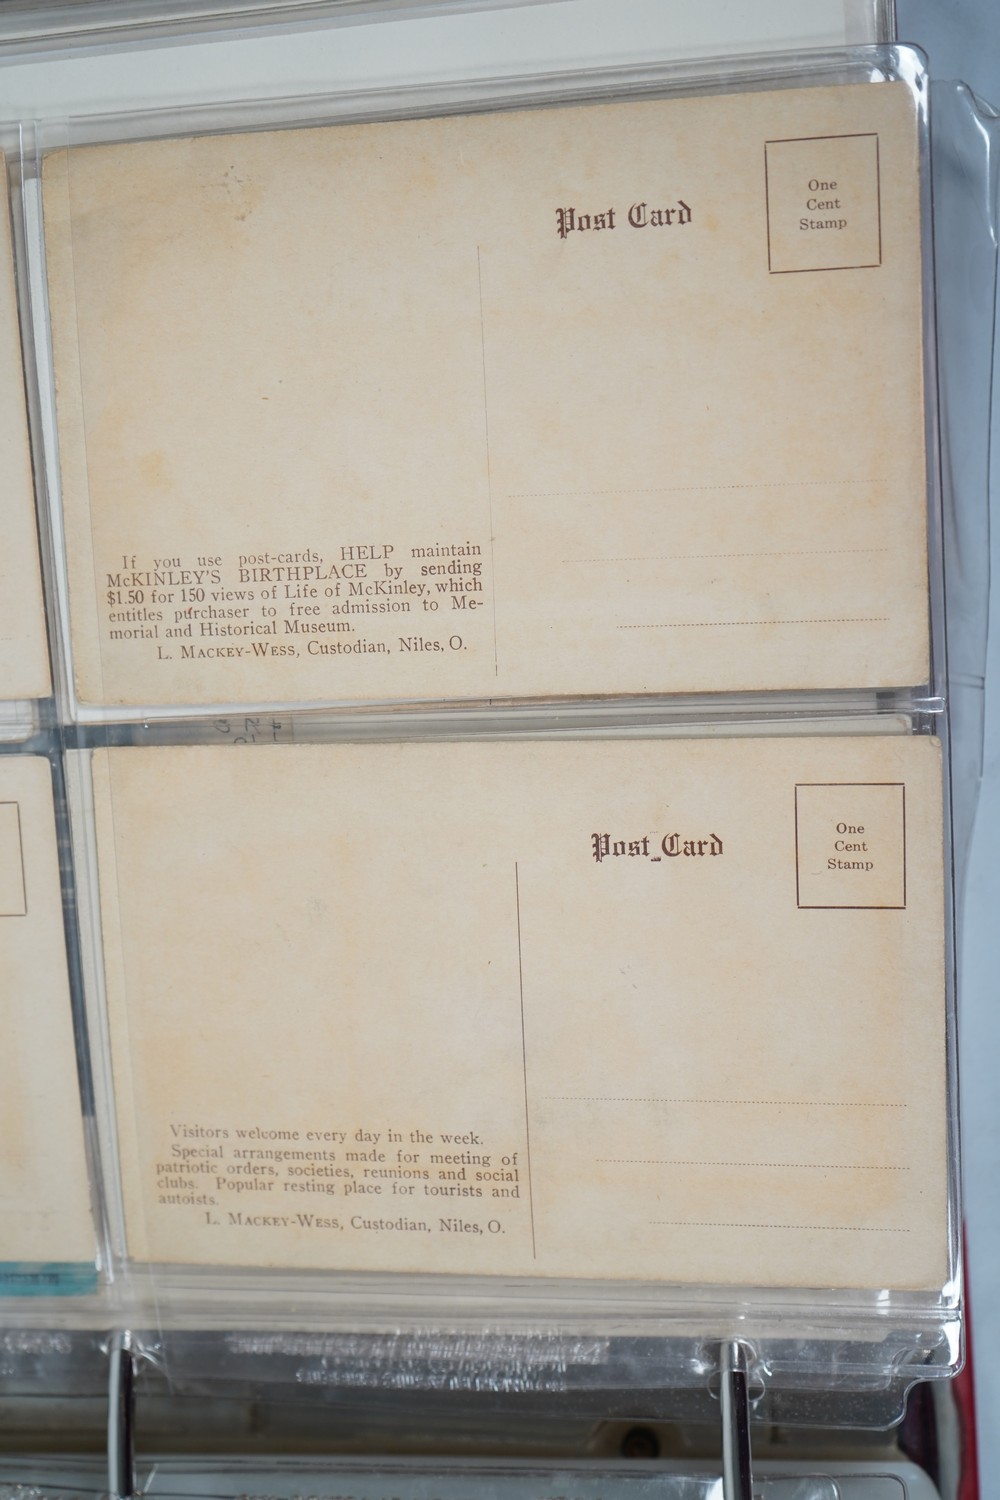 Post Card
One
Cent
Stamp
If you use post-cards, HELP maintain
McKINLEY'S BIRTHPLACE by sending
$1.50 for 150 views of Life of McKinley, which
entitles purchaser to free admission to Me-
morial and Historical Museum.
L. MACKEY-WESS, Custodian, Niles, O.
Post Card
One
Cent
Stamp
Visitors welcome every day in the week.
Special arrangements made for meeting of
patriotic orders, societies, reunions and social
clubs. Popular resting place for tourists and
autoists.
L. MACKEY-WESS, Custodian, Niles, O.